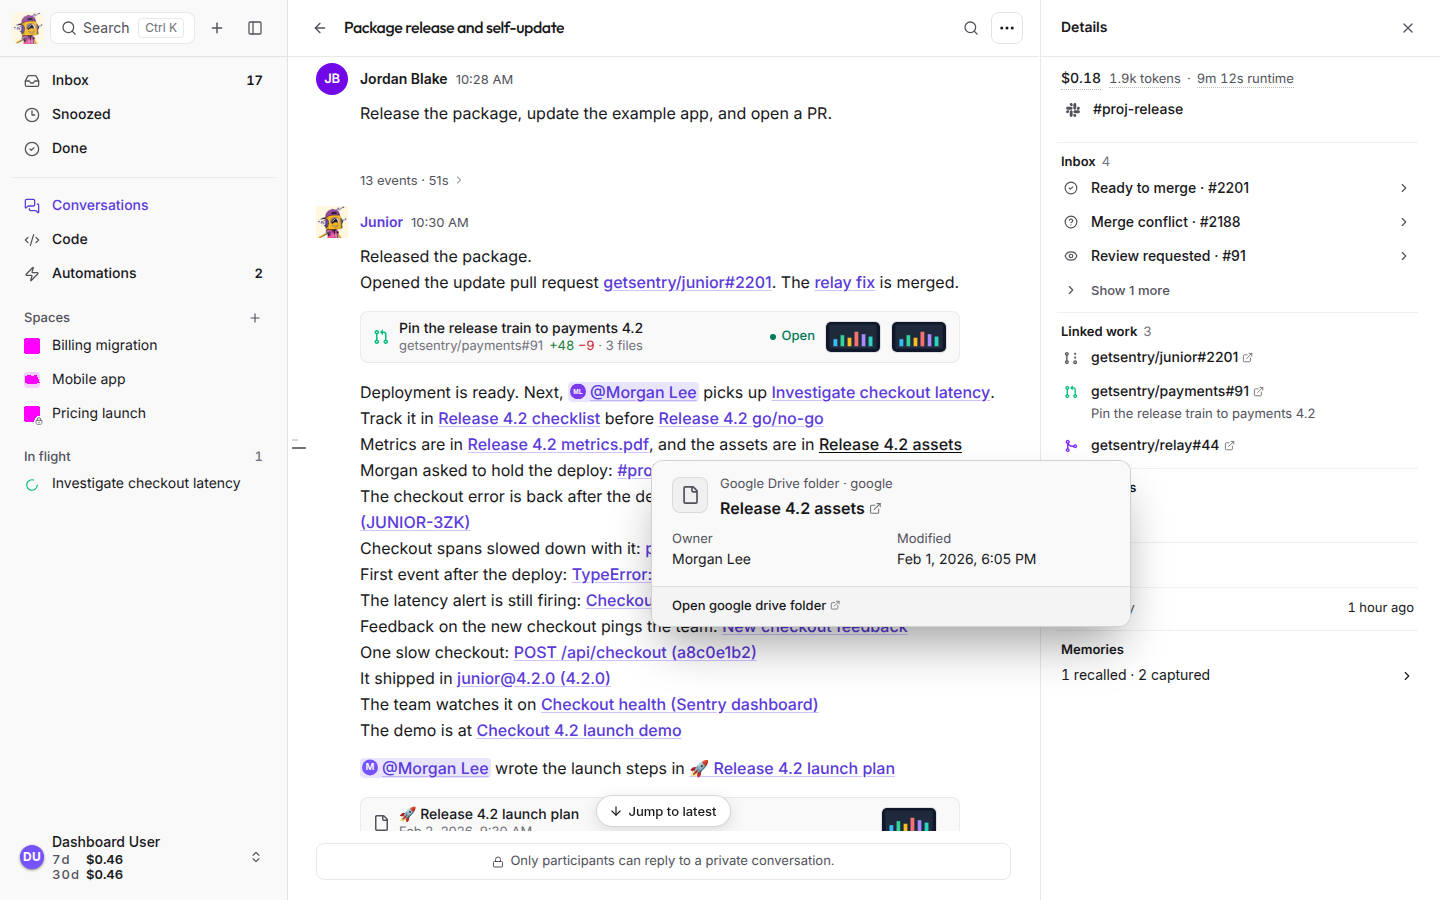 Search Ctrl K
Inbox 17
Snoozed
Done
Conversations
Code
Automations 2
Spaces
Billing migration
Mobile app
Pricing launch
In flight 1
Investigate checkout latency
DU
Dashboard User
7d $0.46
30d $0.46
Package release and self-update
JB Jordan Blake 10:28 AM
Release the package, update the example app, and open a PR.
13 events · 51s
Junior 10:30 AM
Released the package.
Opened the update pull request getsentry/junior#2201. The relay fix is merged.
Pin the release train to payments 4.2
getsentry/payments#91 +48 −9 · 3 files
Open
Deployment is ready. Next, ML @Morgan Lee picks up Investigate checkout latency.
Track it in Release 4.2 checklist before Release 4.2 go/no-go
Metrics are in Release 4.2 metrics.pdf, and the assets are in Release 4.2 assets
Morgan asked to hold the deploy: #pro
The checkout error is back after the de
(JUNIOR-3ZK)
Checkout spans slowed down with it: p
First event after the deploy: TypeError:
The latency alert is still firing: Checkou
Feedback on the new checkout pings the team: New checkout feedback
One slow checkout: POST /api/checkout (a8c0e1b2)
It shipped in junior@4.2.0 (4.2.0)
The team watches it on Checkout health (Sentry dashboard)
The demo is at Checkout 4.2 launch demo
M @Morgan Lee wrote the launch steps in 🚀 Release 4.2 launch plan
🚀 Release 4.2 launch plan
Feb 2, 2026, 9:30 AM
Jump to latest
Only participants can reply to a private conversation.
Google Drive folder · google
Release 4.2 assets
Owner
Morgan Lee
Modified
Feb 1, 2026, 6:05 PM
Open google drive folder
Details
$0.18 1.9k tokens · 9m 12s runtime
#proj-release
Inbox 4
Ready to merge · #2201
Merge conflict · #2188
Review requested · #91
Show 1 more
Linked work 3
getsentry/junior#2201
getsentry/payments#91
Pin the release train to payments 4.2
getsentry/relay#44
s
y 1 hour ago
Memories
1 recalled · 2 captured